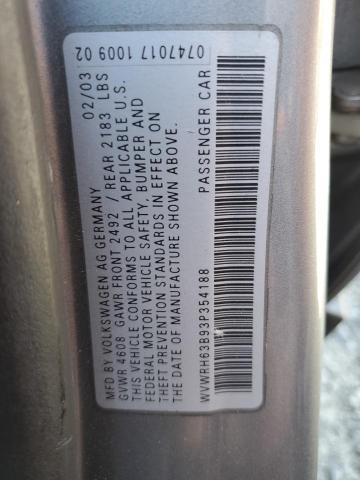 0747017 1009 02
MFD BY VOLKSWAGEN AG GERMANY 02/03
GVWR 4608 GAWR FRONT 2492 / REAR 2183 LBS
THIS VEHICLE CONFORMS TO ALL APPLICABLE U.S.
FEDERAL MOTOR VEHICLE SAFETY, BUMPER AND
THEFT PREVENTION STANDARDS IN EFFECT ON
THE DATE OF MANUFACTURE SHOWN ABOVE.
WVWRH63B93P354188 PASSENGER CAR